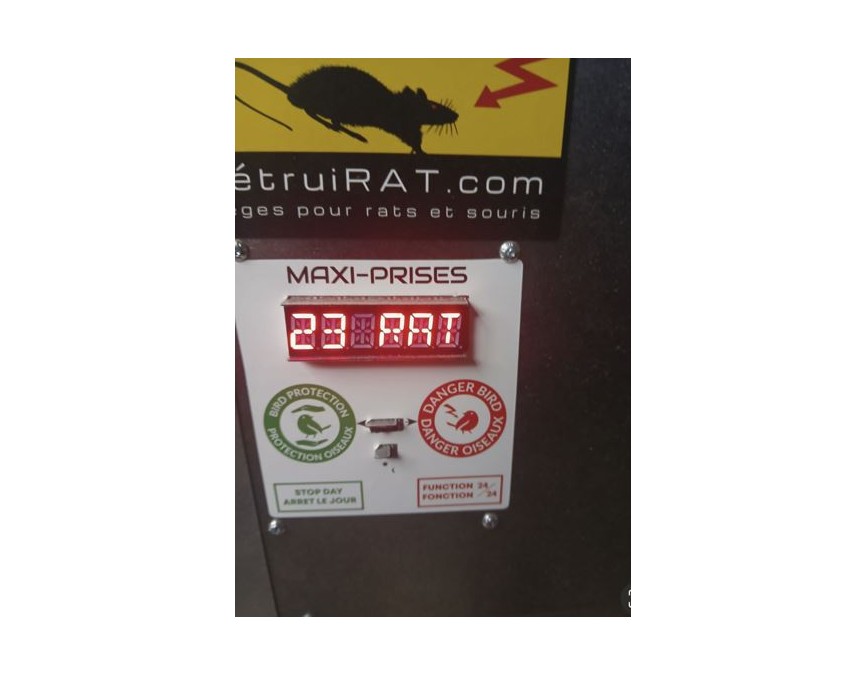 étruiRAT.com
ges pour rats et souris
MAXI-PRISES
23 RAT
BIRD PROTECTION
PROTECTION OISEAUX
DANGER BIRD
DANGER OISEAUX
STOP DAY
ARRET LE JOUR
FUNCTION 24/
FONCTION /24